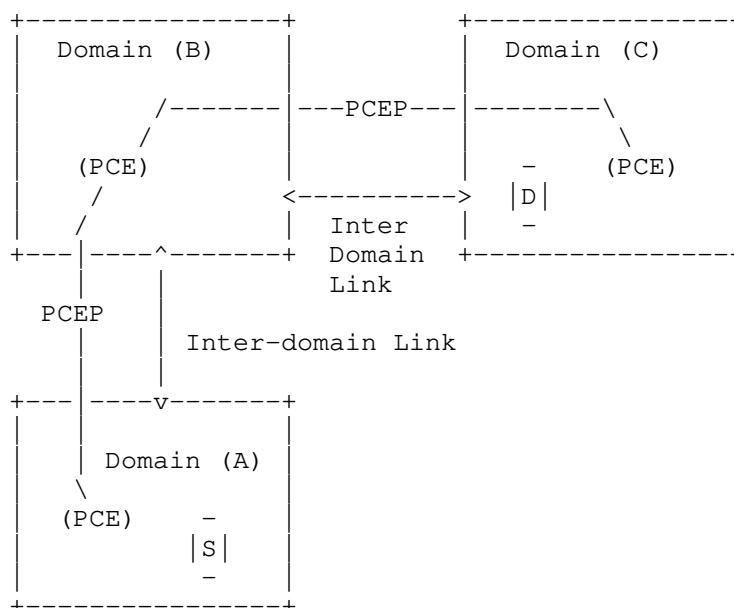 Domain (B) Domain (C)
PCEP
(PCE) (PCE)
D
Inter
Domain
Link
PCEP
Inter-domain Link
Domain (A)
(PCE)
S